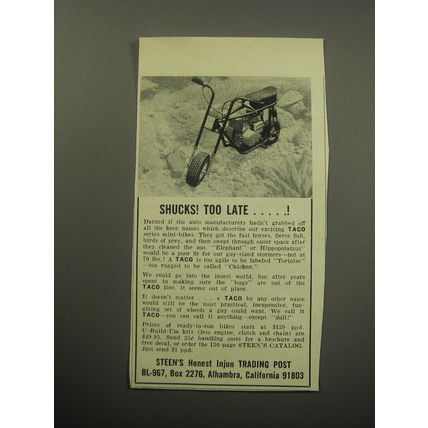 SHUCKS! TOO LATE . . . . .!
Darned if the auto manufacturers hadn't grabbed off
all the keen names which describe our exciting TACO
series mini-bikes. They got the fast horses, fierce fish,
birds of prey, and then swept through outer space after
they cleaned the zoo. "Elephant" or Hippopotamus"
would be a poor fit for our guy-sized stormers—not at
70 lbs.! A TACO is too agile to be labeled "Tortoise"
—too rugged to be called "Chicken."
We could go into the insect world, but after years
spent in making sure the "bugs" are out of the
TACO line, it seems out of place.
It doesn't matter . . . a TACO by any other name
would still be the most practical, inexpensive, fun-
giving set of wheels a guy could want. We call it
TACO—you can call it anything—except "dull!"
Prices of ready-to-run bikes start at $139 ppd.
U-Build-Um kits (less engine, clutch and chain) are
$49.95. Send 25¢ handling costs for a brochure and
free decal, or order the 136-page STEEN'S CATALOG.
Just send $1 ppd.
STEEN'S Honest Injun TRADING POST
BL-967, Box 2276, Alhambra, California 91803